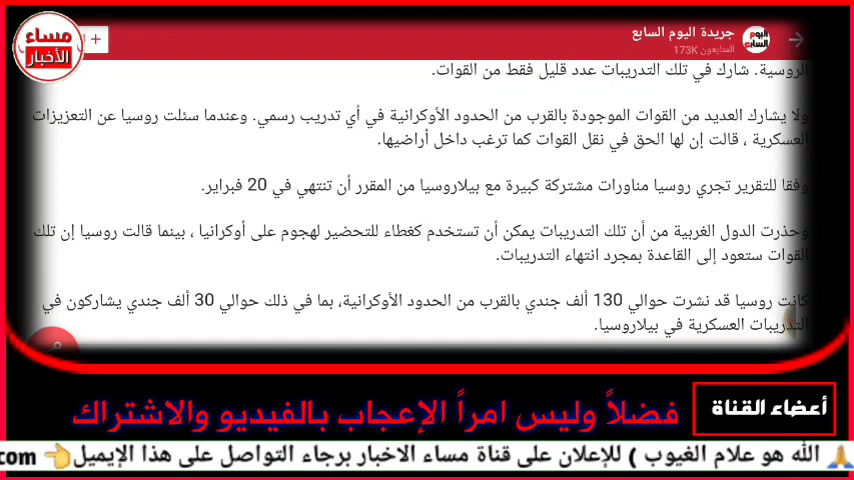 مساء
الأخبار
+
جريدة اليوم السابع
المتابعون 173K
اليوم
السابع
الروسية. شارك في تلك التدريبات عدد قليل فقط من القوات.
ولا يشارك العديد من القوات الموجودة بالقرب من الحدود الأوكرانية في أي تدريب رسمي. وعندما سئلت روسيا عن التعزيزات
العسكرية ، قالت إن لها الحق في نقل القوات كما ترغب داخل أراضيها.
وفقا للتقرير تجري روسيا مناورات مشتركة كبيرة مع بيلاروسيا من المقرر أن تنتهي في 20 فبراير.
وحذرت الدول الغربية من أن تلك التدريبات يمكن أن تستخدم كغطاء للتحضير لهجوم على أوكرانيا ، بينما قالت روسيا إن تلك
القوات ستعود إلى القاعدة بمجرد انتهاء التدريبات.
كانت روسيا قد نشرت حوالي 130 ألف جندي بالقرب من الحدود الأوكرانية، بما في ذلك حوالي 30 ألف جندي يشاركون في
التدريبات العسكرية في بيلاروسيا.
أعضاء القناة
فضلاً وليس امراً الإعجاب بالفيديو والاشتراك
🙏 الله هو علام الغيوب ) للإعلان على قناة مساء الاخبار برجاء التواصل على هذا الإيميل👈 com